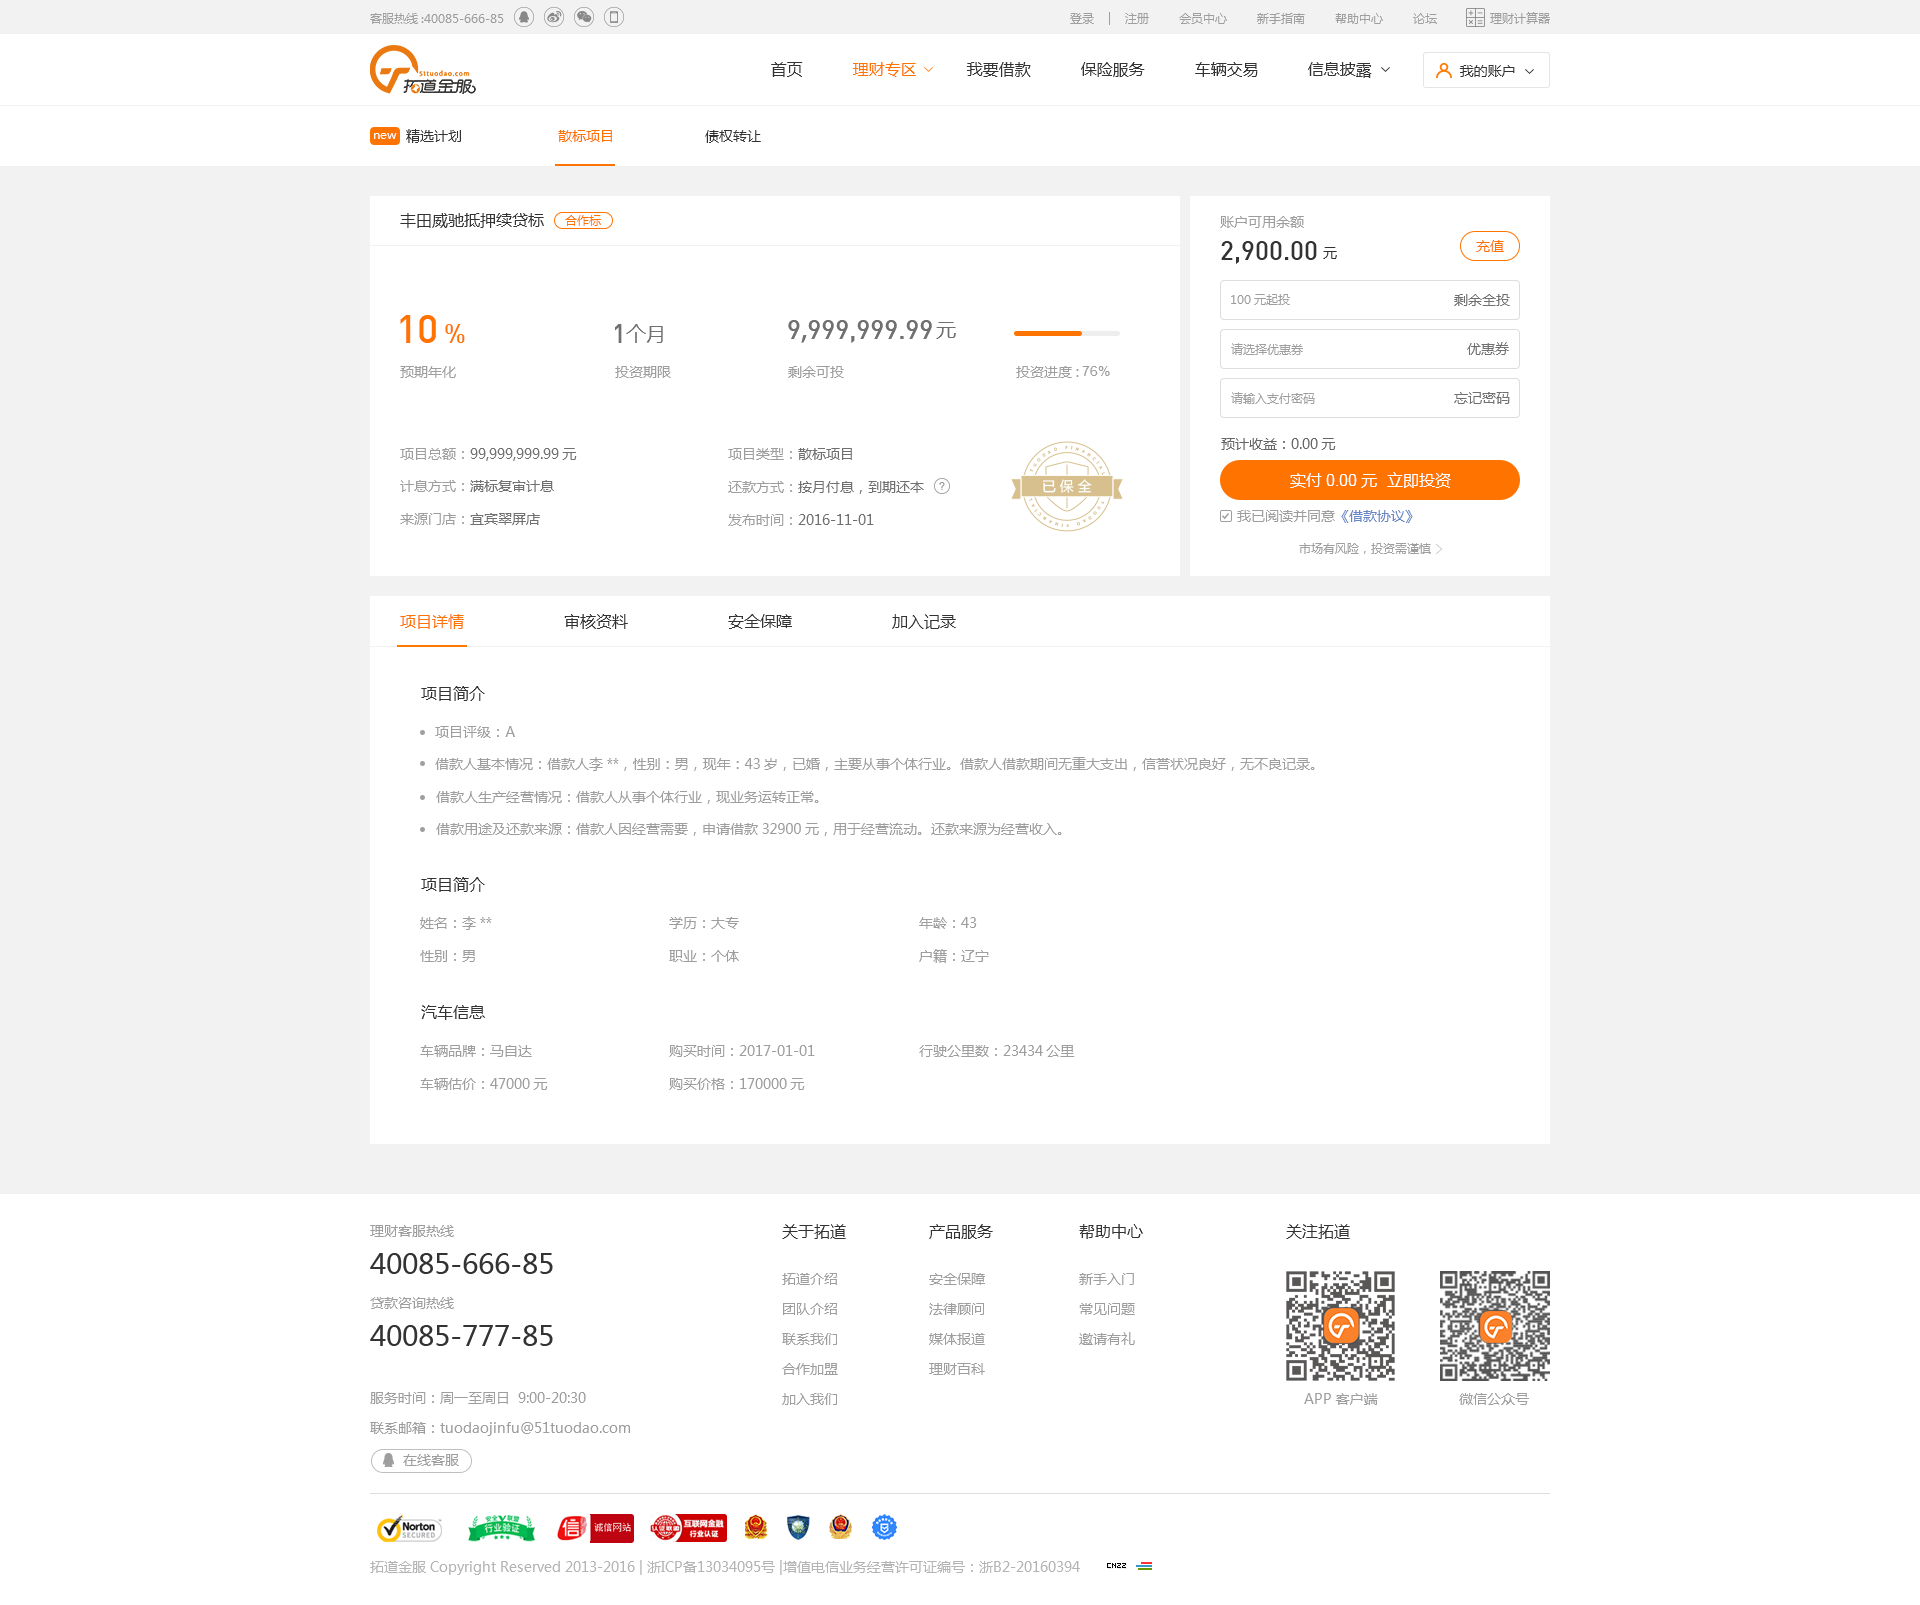 客服热线 :40085-666-85
登录 | 注册 会员中心 新手指南 帮助中心 论坛 理财计算器
51tuodao.com
拓道金服
首页 理财专区 我要借款 保险服务 车辆交易 信息披露 我的账户
new 精选计划 散标项目 债权转让
丰田威驰抵押续贷标 合作标
10 % 1个月 9,999,999.99元
预期年化 投资期限 剩余可投 投资进度 : 76%
项目总额：99,999,999.99 元 项目类型：散标项目
计息方式：满标复审计息 还款方式：按月付息，到期还本 ?
来源门店：宜宾翠屏店 发布时间：2016-11-01
已保全
TUODAO FINANCIAL
TUODAO FINANCIAL
账户可用余额
2,900.00 元 充值
100 元起投 剩余全投
请选择优惠券 优惠券
请输入支付密码 忘记密码
预计收益：0.00 元
实付 0.00 元 立即投资
我已阅读并同意《借款协议》
市场有风险，投资需谨慎
项目详情 审核资料 安全保障 加入记录
项目简介
项目评级：A
借款人基本情况：借款人李 **，性别：男，现年：43 岁，已婚，主要从事个体行业。借款人借款期间无重大支出，信誉状况良好，无不良记录。
借款人生产经营情况：借款人从事个体行业，现业务运转正常。
借款用途及还款来源：借款人因经营需要，申请借款 32900 元，用于经营流动。还款来源为经营收入。
项目简介
姓名：李 ** 学历：大专 年龄：43
性别：男 职业：个体 户籍：辽宁
汽车信息
车辆品牌：马自达 购买时间：2017-01-01 行驶公里数：23434 公里
车辆估价：47000 元 购买价格：170000 元
理财客服热线
40085-666-85
贷款咨询热线
40085-777-85
服务时间：周一至周日 9:00-20:30
联系邮箱：tuodaojinfu@51tuodao.com
在线客服
关于拓道
拓道介绍
团队介绍
联系我们
合作加盟
加入我们
产品服务
安全保障
法律顾问
媒体报道
理财百科
帮助中心
新手入门
常见问题
邀请有礼
关注拓道
APP 客户端 微信公众号
Norton SECURED
安全联盟 行业验证
信 诚信网站
认证联盟 互联网金融 行业认证
拓道金服 Copyright Reserved 2013-2016 | 浙ICP备13034095号 |增值电信业务经营许可证编号：浙B2-20160394 CNZZ